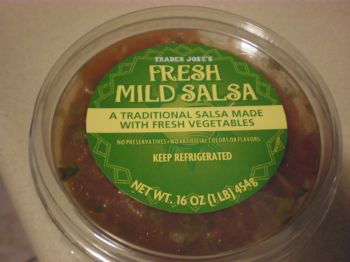 TRADER JOSE'S
FRESH
MILD SALSA
A TRADITIONAL SALSA MADE
WITH FRESH VEGETABLES
NO PRESERVATIVES • NO ARTIFICIAL COLORS OR FLAVORS
KEEP REFRIGERATED
NET WT. 16 OZ (1 LB) 454g